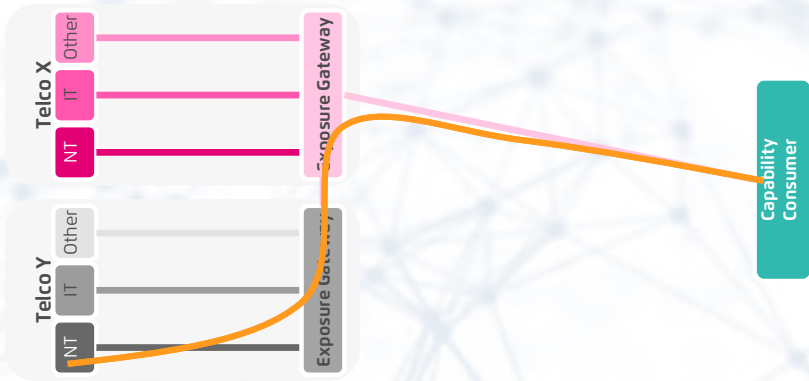 Telco X
Other
IT
NT
Exposure Gateway
Telco Y
Other
IT
NT
Exposure Gateway
Capability
Consumer